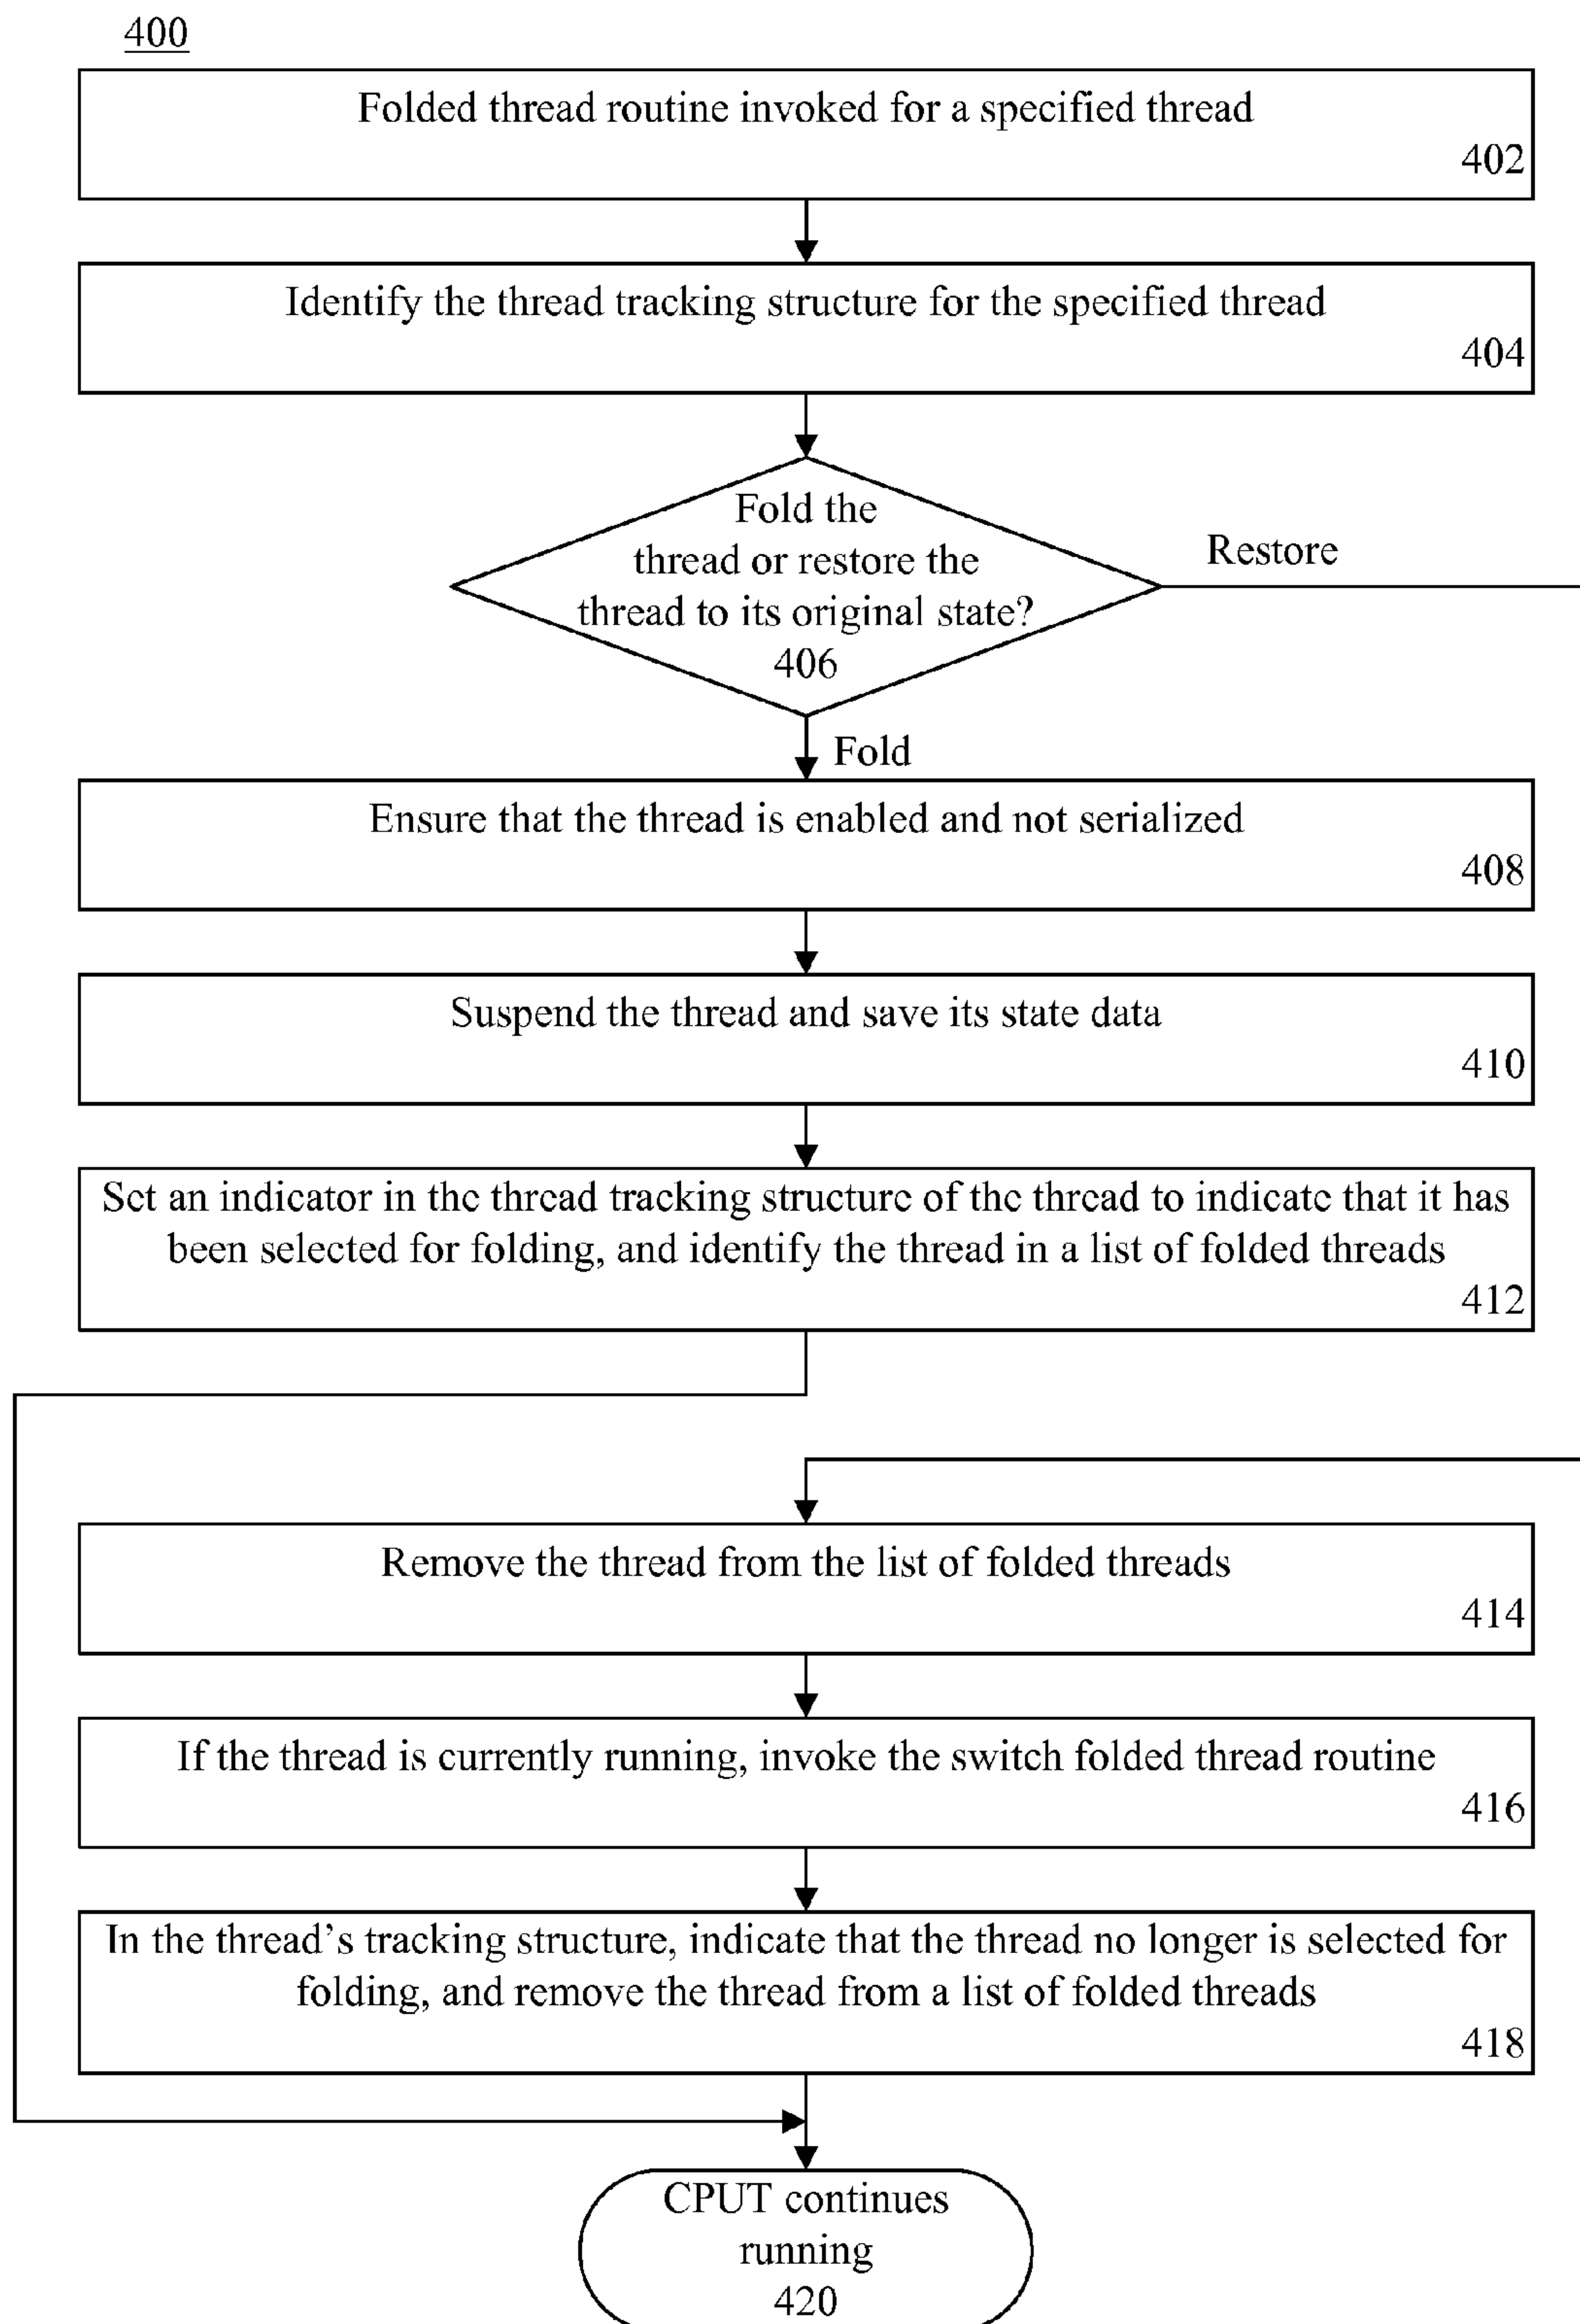 400
Folded thread routine invoked for a specified thread
402
Identify the thread tracking structure for the specified thread
404
Fold the
thread or restore the
thread to its original state?
406
Restore
Fold
Ensure that the thread is enabled and not serialized
408
Suspend the thread and save its state data
410
Set an indicator in the thread tracking structure of the thread to indicate that it has
been selected for folding, and identify the thread in a list of folded threads
412
Remove the thread from the list of folded threads
414
If the thread is currently running, invoke the switch folded thread routine
416
In the thread’s tracking structure, indicate that the thread no longer is selected for
folding, and remove the thread from a list of folded threads
418
CPUT continues
running
420